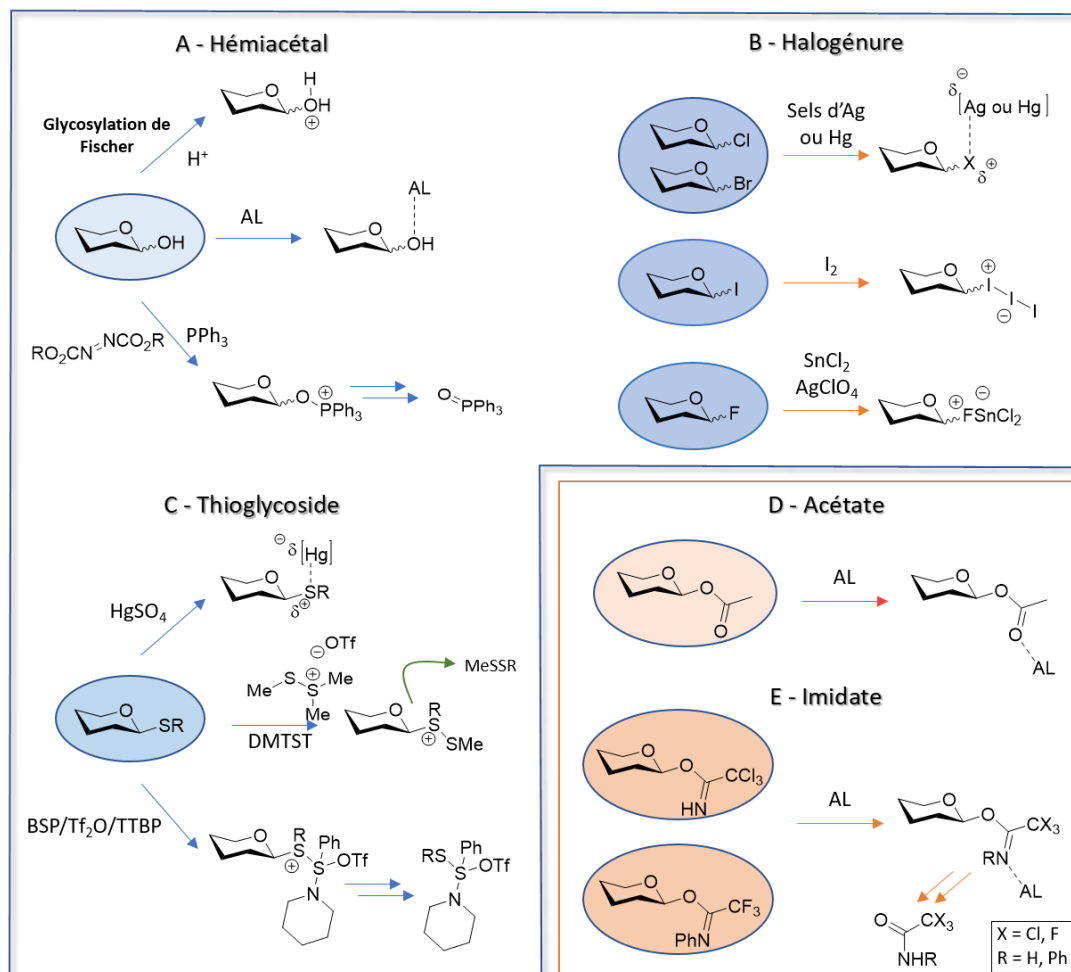 A - Hémiacétal
Glycosylation de
Fischer
H⁺
O
H
OH
⊕
O
OH
AL
AL
O
OH
RO₂CN=NCO₂R
PPh₃
O
O
⊕
PPh₃
O=PPh₃
B - Halogénure
O
Cl
O
Br
Sels d’Ag
ou Hg
⊖
δ
[Ag ou Hg]
O
X
δ ⊕
O
I
I₂
O
⊕
I
I
I
⊖
O
F
SnCl₂
AgClO₄
O
⊕ ⊖
FSnCl₂
C - Thioglycoside
HgSO₄
⊖ δ [Hg]
O
SR
δ⊕
O
SR
⊖OTf
S ⊕ Me
Me S
Me
DMTST
MeSSR
O
R
S
⊕
SMe
BSP/Tf₂O/TTBP
O
R
S
⊕
Ph
S
OTf
N
RS
Ph
S
OTf
N
D - Acétate
O
O
O
AL
O
O
O
AL
E - Imidate
O
O
CCl₃
HN
O
O
CF₃
PhN
AL
O
O
CX₃
RN
AL
O
CX₃
NHR
X = Cl, F
R = H, Ph